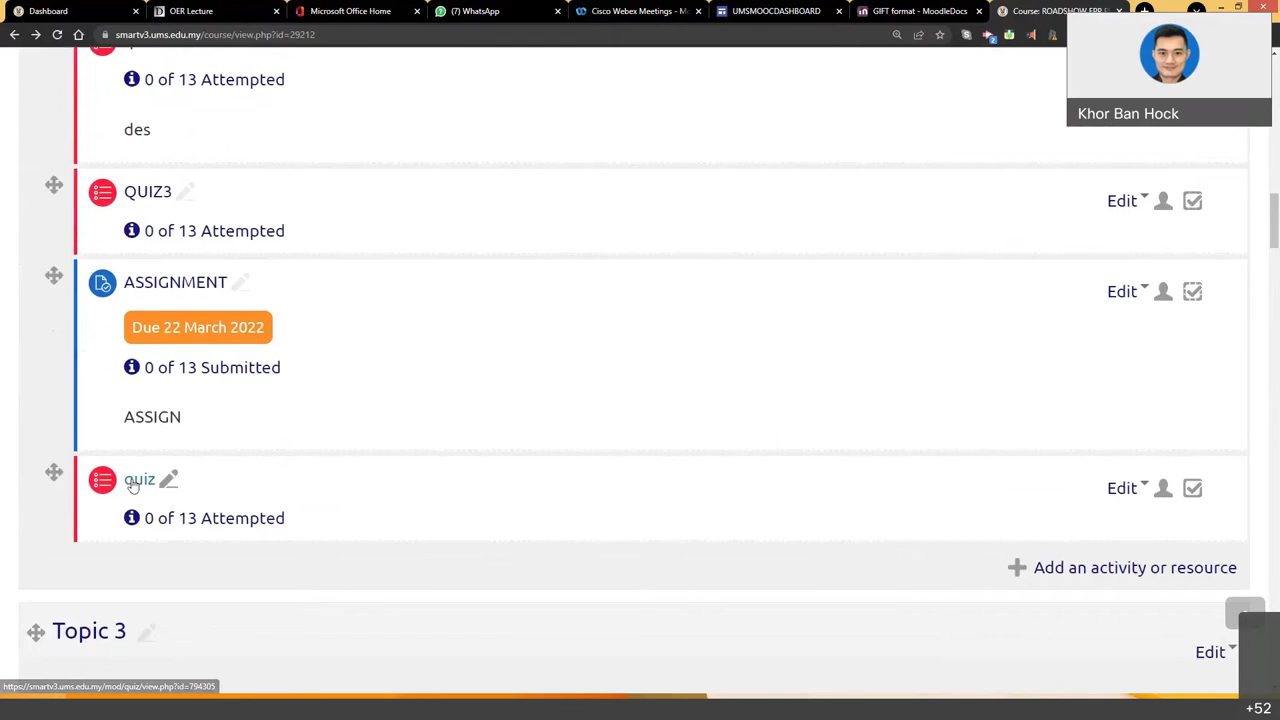 Dashboard
OER Lecture
Microsoft Office Home
(7) WhatsApp
Cisco Webex Meetings - M
UMSMOOCDASHBOARD
GIFT format - MoodleDocs
Course: ROADSHOW
smartv3.ums.edu.my/course/view.php?id=29212
Khor Ban Hock
0 of 13 Attempted
des
QUIZ3
Edit
0 of 13 Attempted
ASSIGNMENT
Edit
Due 22 March 2022
0 of 13 Submitted
ASSIGN
quiz
Edit
0 of 13 Attempted
Add an activity or resource
Topic 3
Edit
https://smartv3.ums.edu.my/mod/quiz/view.php?id=794305
+52